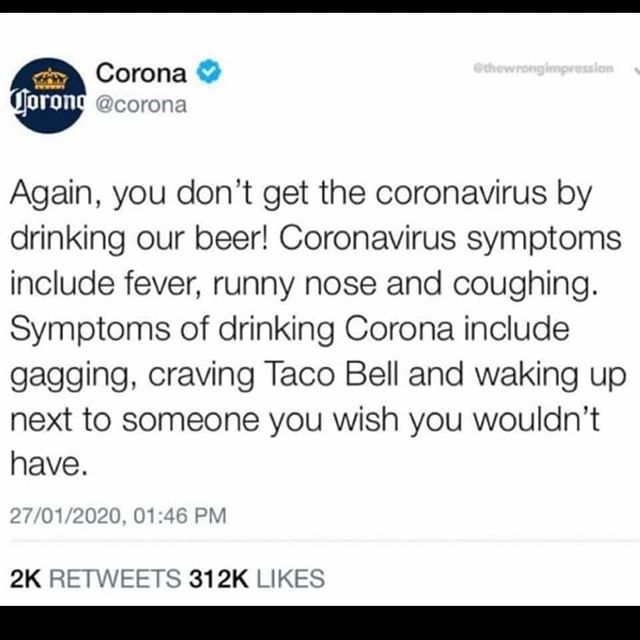 Corona
@thewrongimpression
Corona
@corona
Again, you don't get the coronavirus by
drinking our beer! Coronavirus symptoms
include fever, runny nose and coughing.
Symptoms of drinking Corona include
gagging, craving Taco Bell and waking up
next to someone you wish you wouldn't
have.
27/01/2020, 01:46 PM
2K RETWEETS 312K LIKES